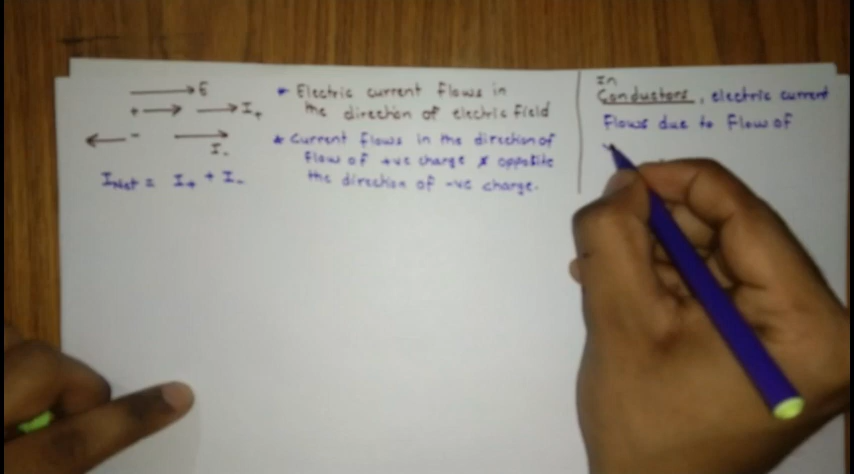 E
+ I+
-
I-
INet = I+ + I-
* Electric current flows in
the direction of electric field
* Current flows in the direction of
flow of +ve charge & opposite
the direction of -ve charge.
In
Conductors, electric current
flows due to flow of